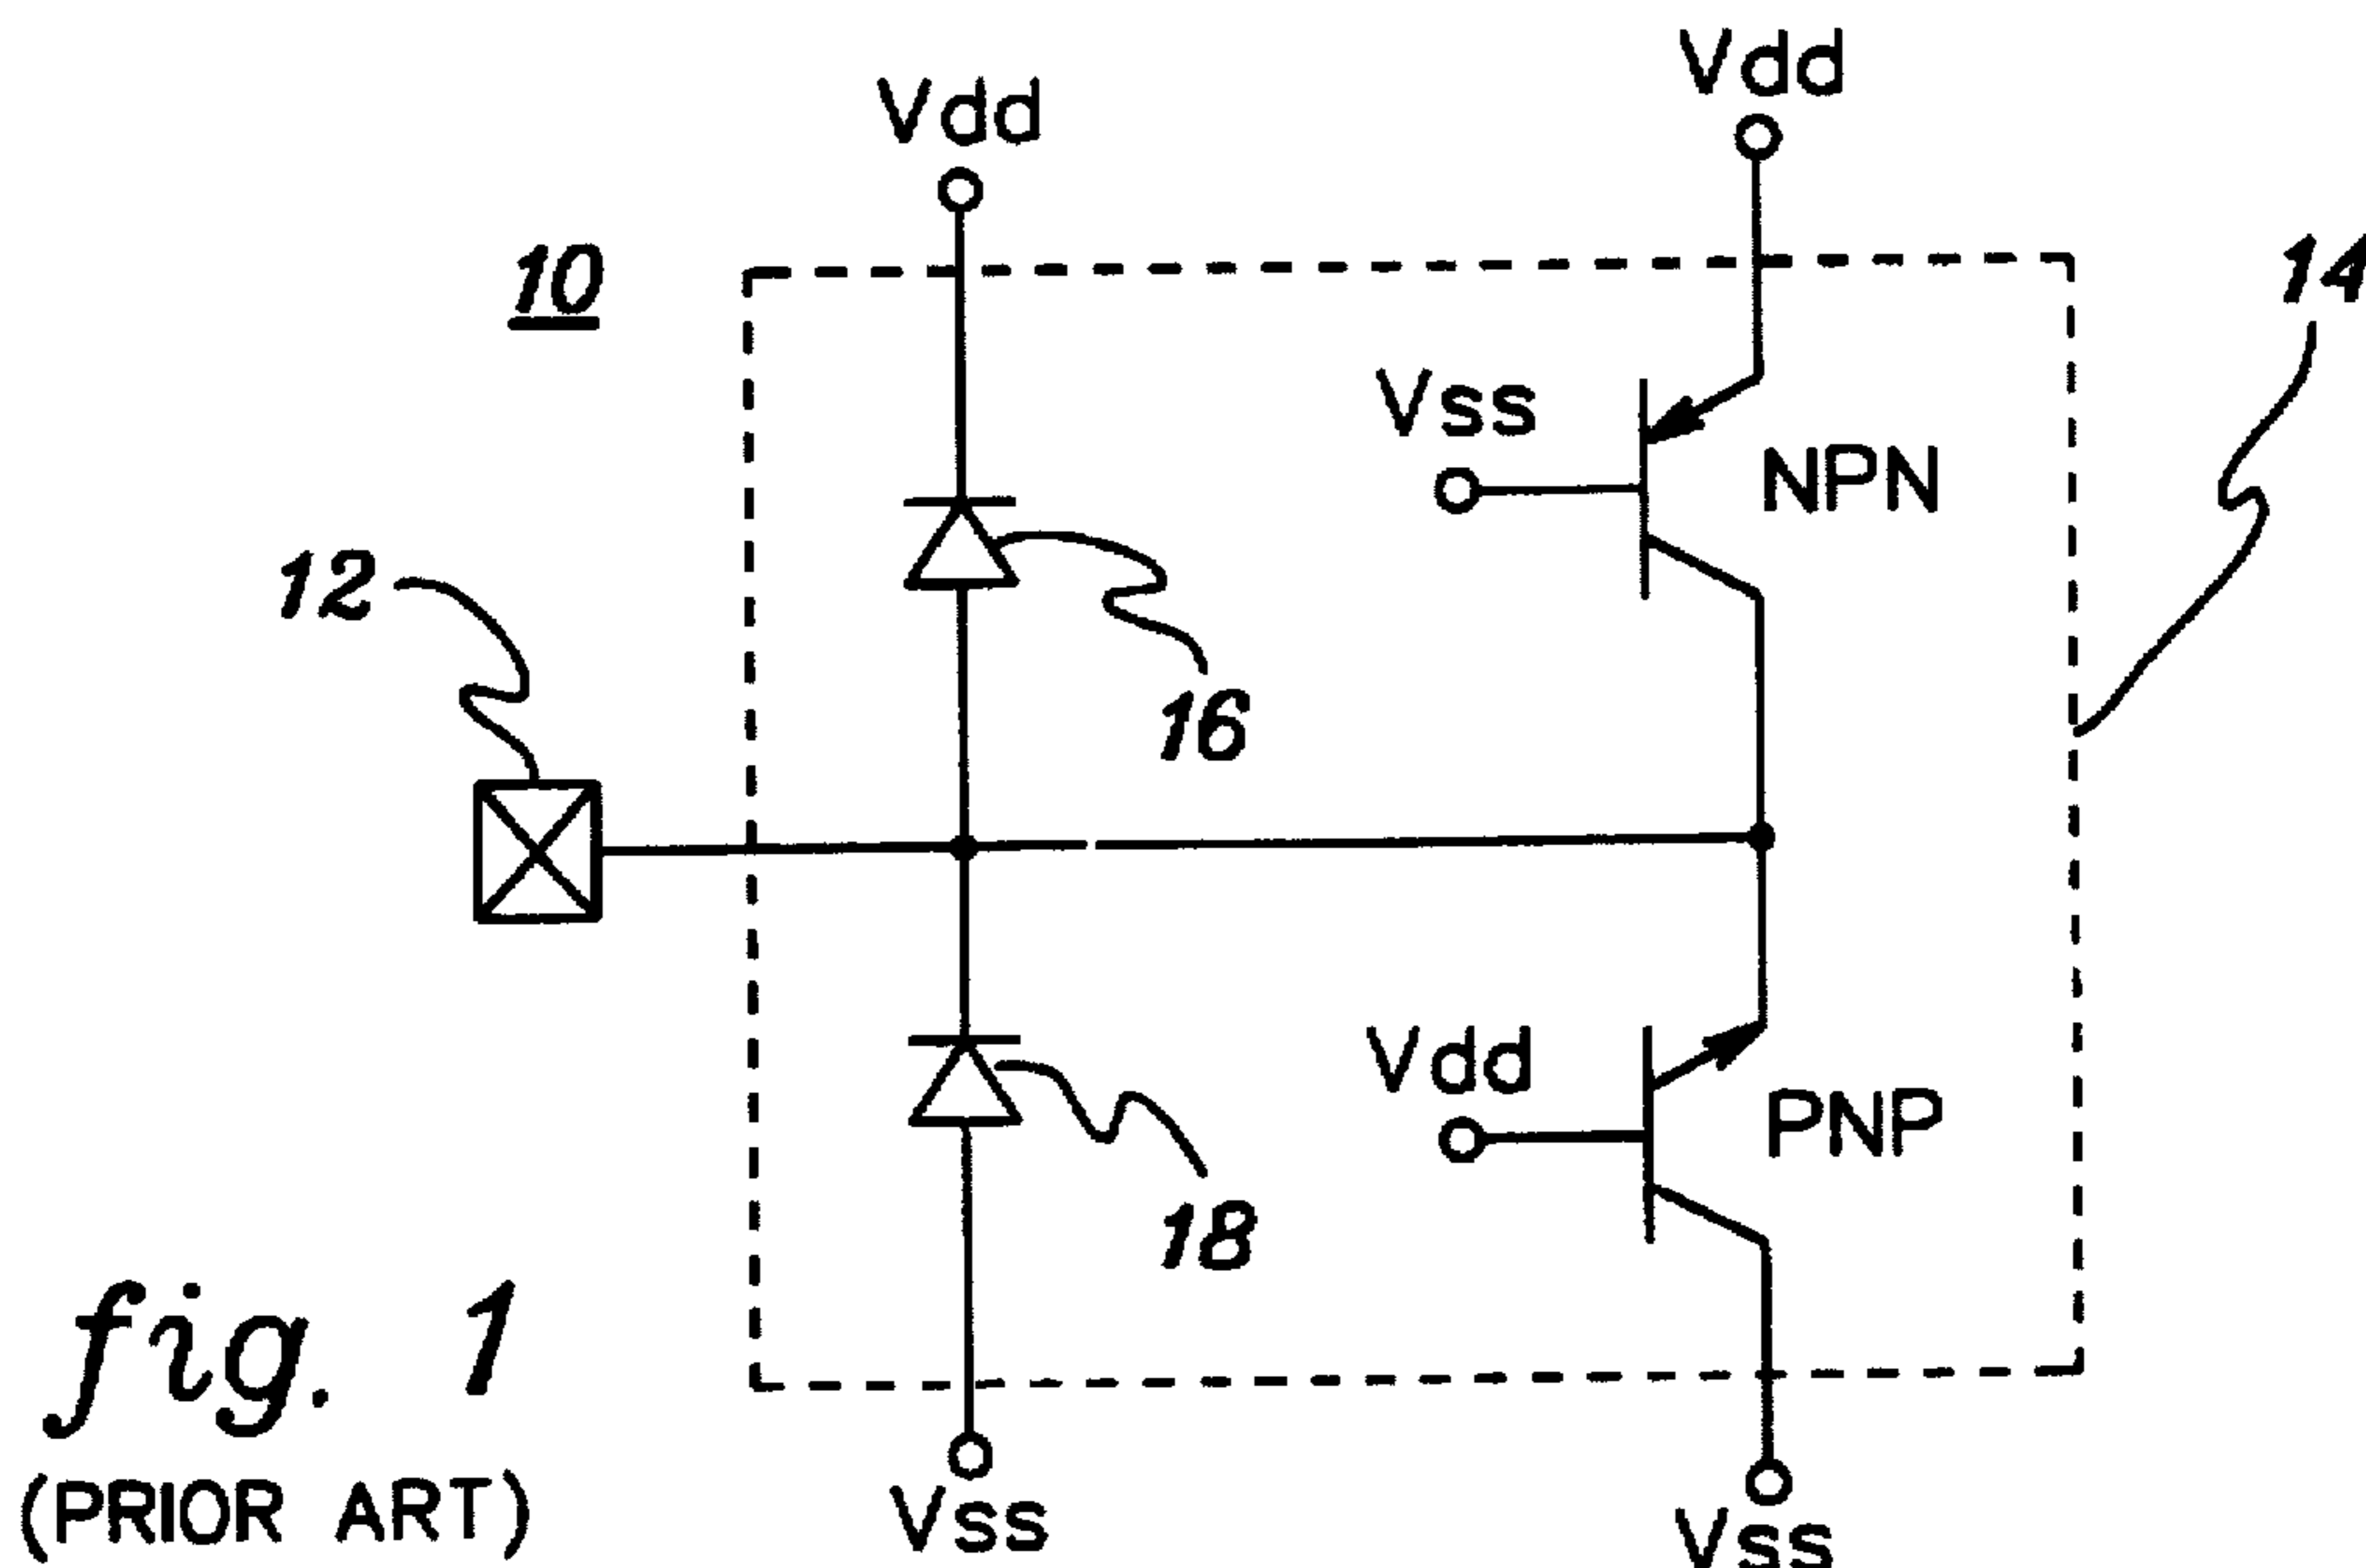 Vdd
Vdd
10
14
Vss
NPN
12
16
Vdd
PNP
18
fig. 1
(PRIOR ART)
Vss
Vss